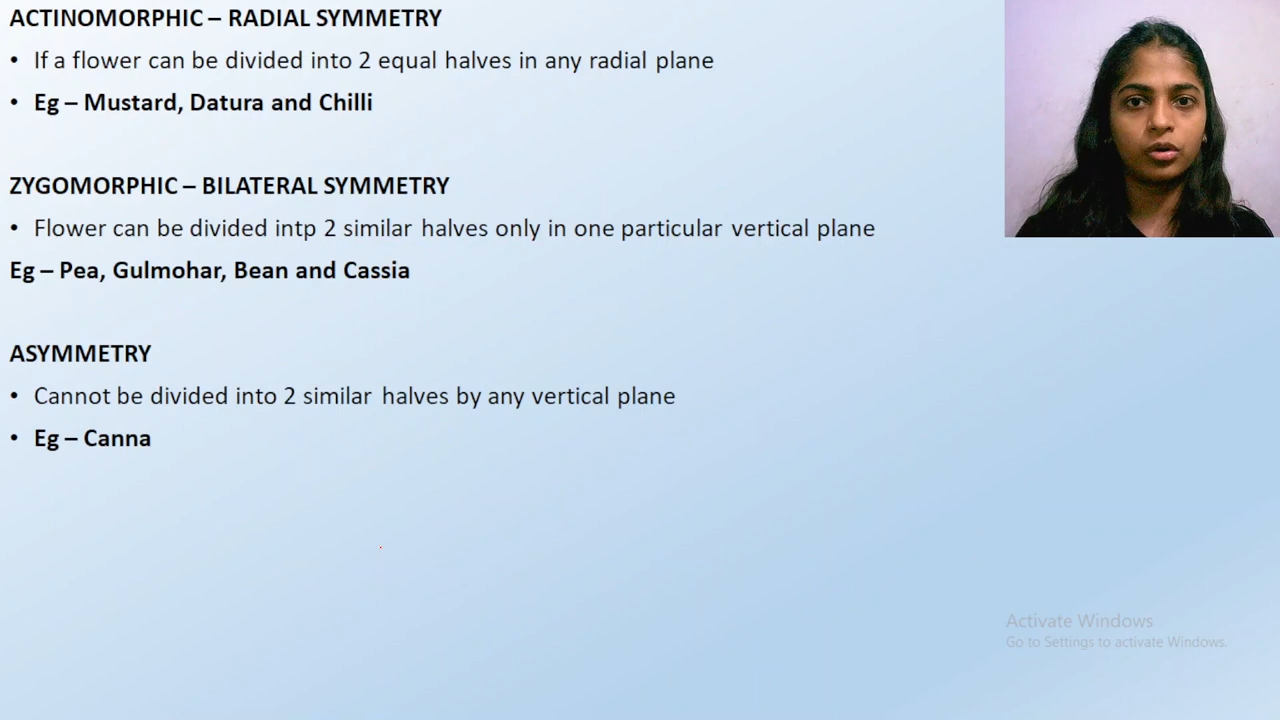 ACTINOMORPHIC – RADIAL SYMMETRY
• If a flower can be divided into 2 equal halves in any radial plane
• Eg – Mustard, Datura and Chilli
ZYGOMORPHIC – BILATERAL SYMMETRY
• Flower can be divided intp 2 similar halves only in one particular vertical plane
Eg – Pea, Gulmohar, Bean and Cassia
ASYMMETRY
• Cannot be divided into 2 similar halves by any vertical plane
• Eg – Canna
Activate Windows
Go to Settings to activate Windows.